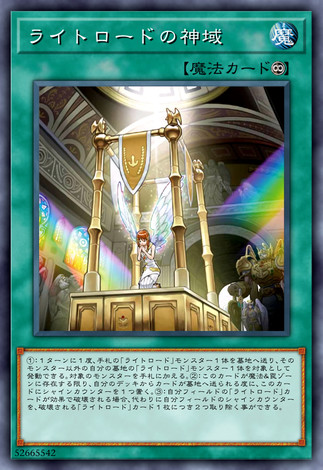 ライトロードの神域
魔
【魔法カード∞】
①：１ターンに１度、手札の「ライトロード」モンスター１体を墓地へ送り、そのモンスター以外の自分の墓地の「ライトロード」モンスター１体を対象として発動できる。対象のモンスターを手札に加える。②：このカードが魔法&罠ゾーンに存在する限り、自分のデッキからカードが墓地へ送られる度に、このカードにシャインカウンターを１つ置く。③：自分フィールドの「ライトロード」カードが効果で破壊される場合、代わりに自分フィールドのシャインカウンターを、破壊される「ライトロード」カード１枚につき２つ取り除く事ができる。
52665542